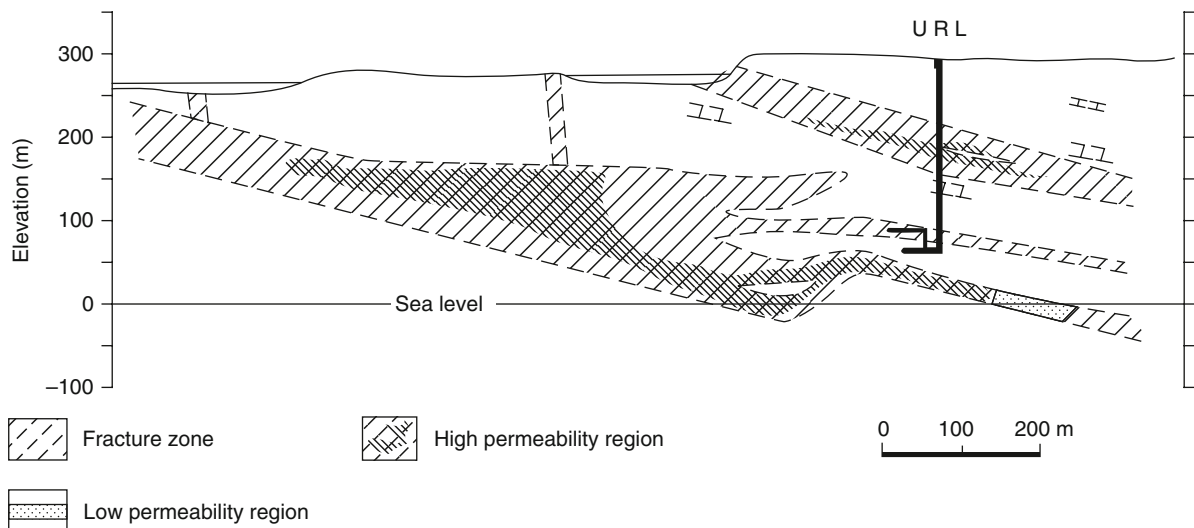 U R L
300
200
100
0
−100
Elevation (m)
Sea level
Fracture zone
High permeability region
Low permeability region
0 100 200 m